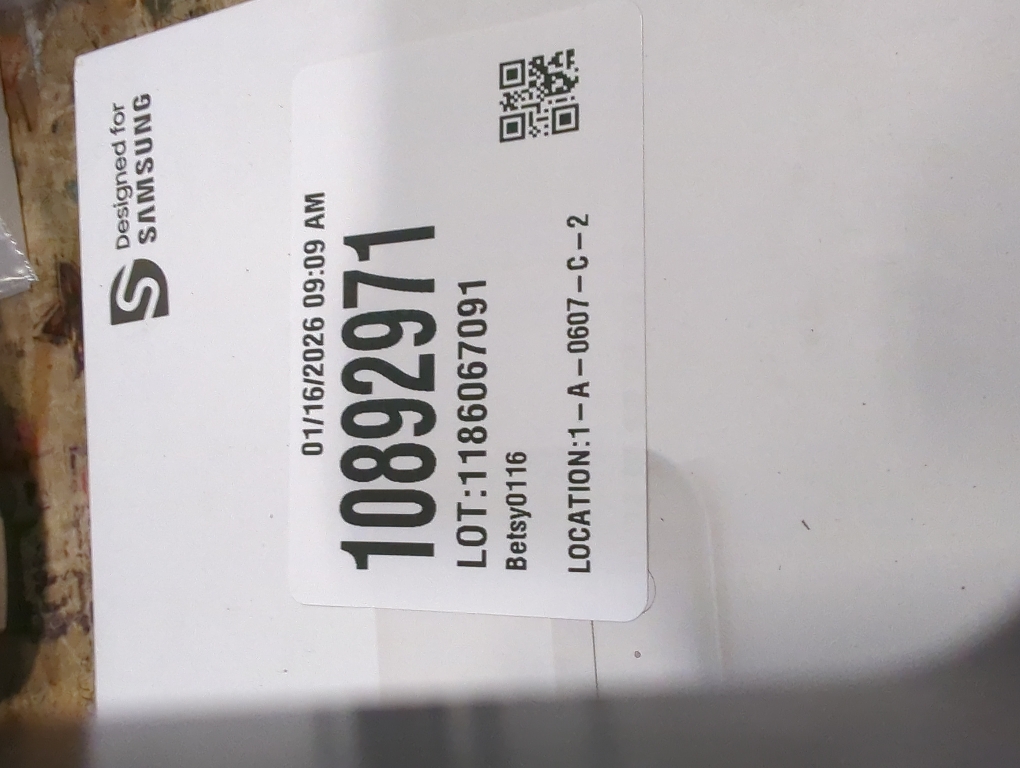 Designed for
SAMSUNG
01/16/2026 09:09 AM
10892971
LOT:1186067091
Betsy0116
LOCATION:1-A-0607-C-2